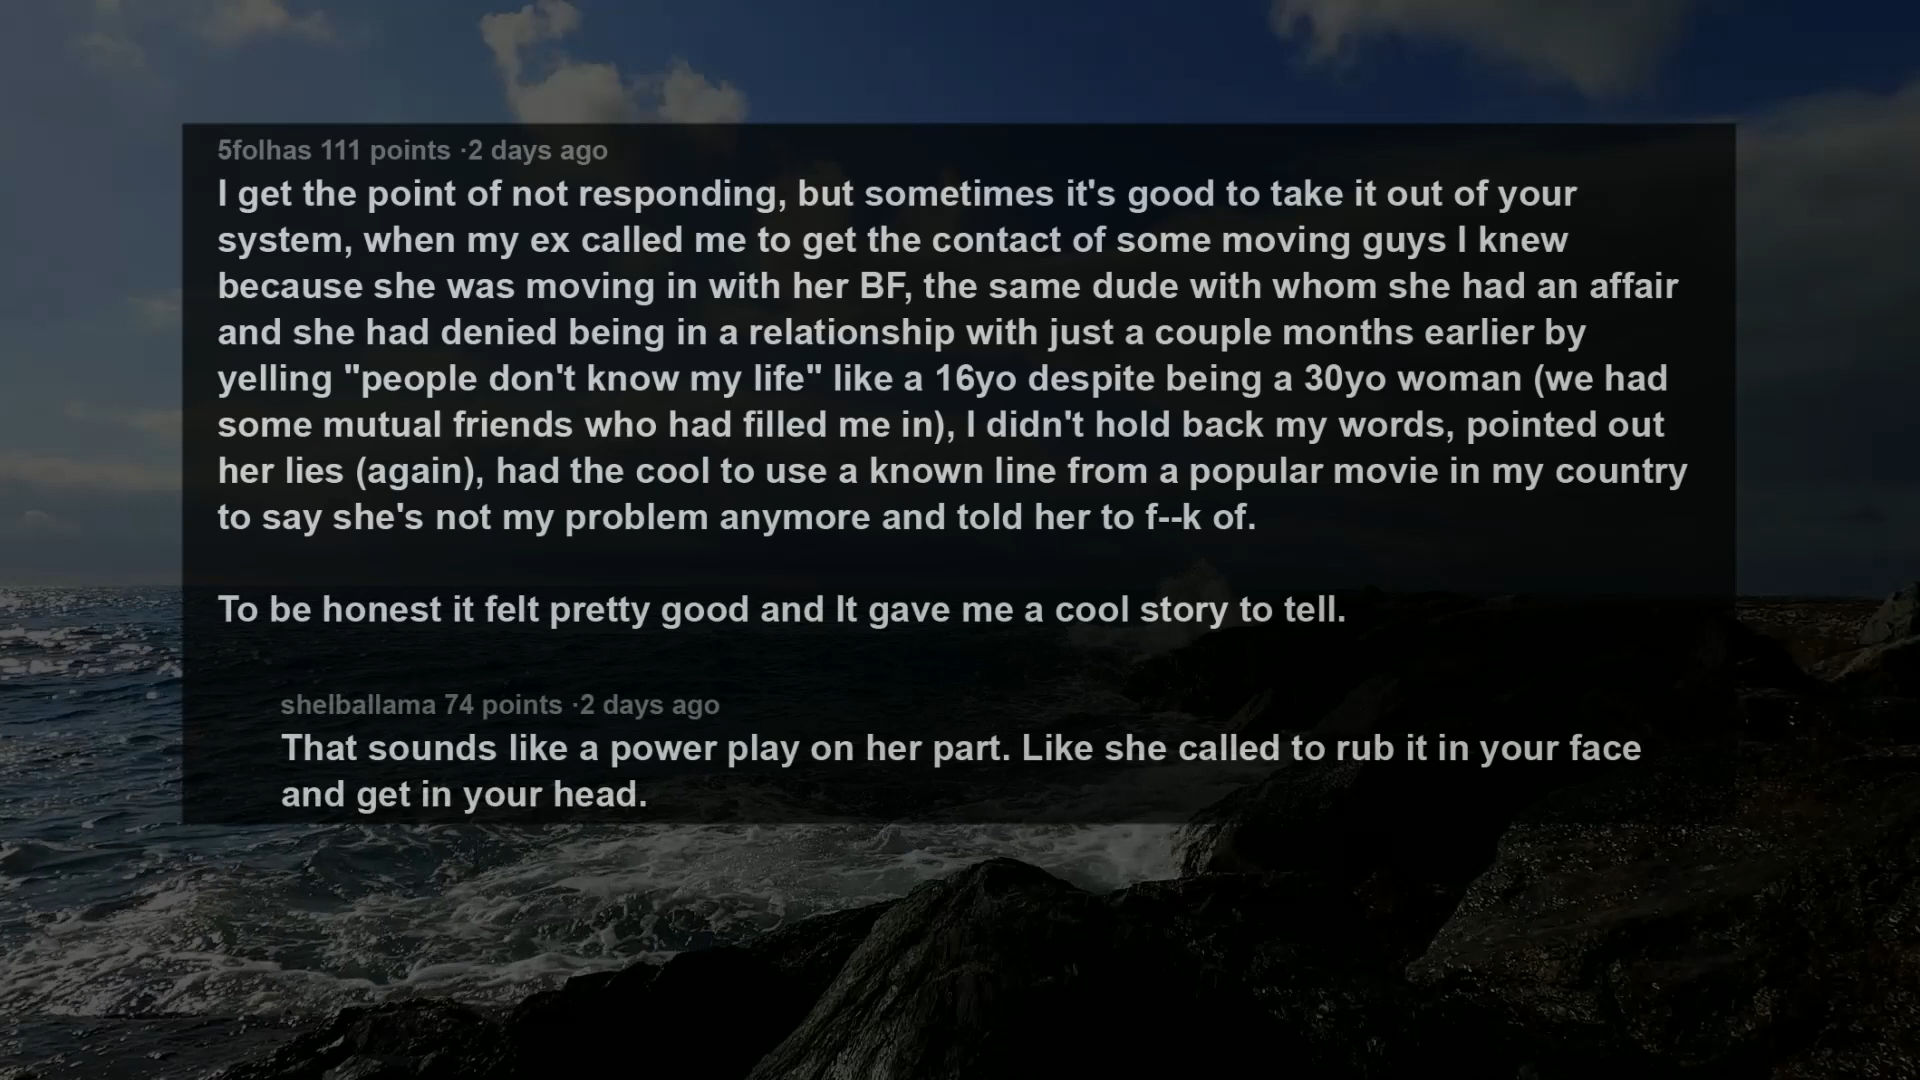 5folhas 111 points ·2 days ago
I get the point of not responding, but sometimes it's good to take it out of your
system, when my ex called me to get the contact of some moving guys I knew
because she was moving in with her BF, the same dude with whom she had an affair
and she had denied being in a relationship with just a couple months earlier by
yelling "people don't know my life" like a 16yo despite being a 30yo woman (we had
some mutual friends who had filled me in), I didn't hold back my words, pointed out
her lies (again), had the cool to use a known line from a popular movie in my country
to say she's not my problem anymore and told her to f--k of.
To be honest it felt pretty good and It gave me a cool story to tell.
shelballama 74 points ·2 days ago
That sounds like a power play on her part. Like she called to rub it in your face
and get in your head.